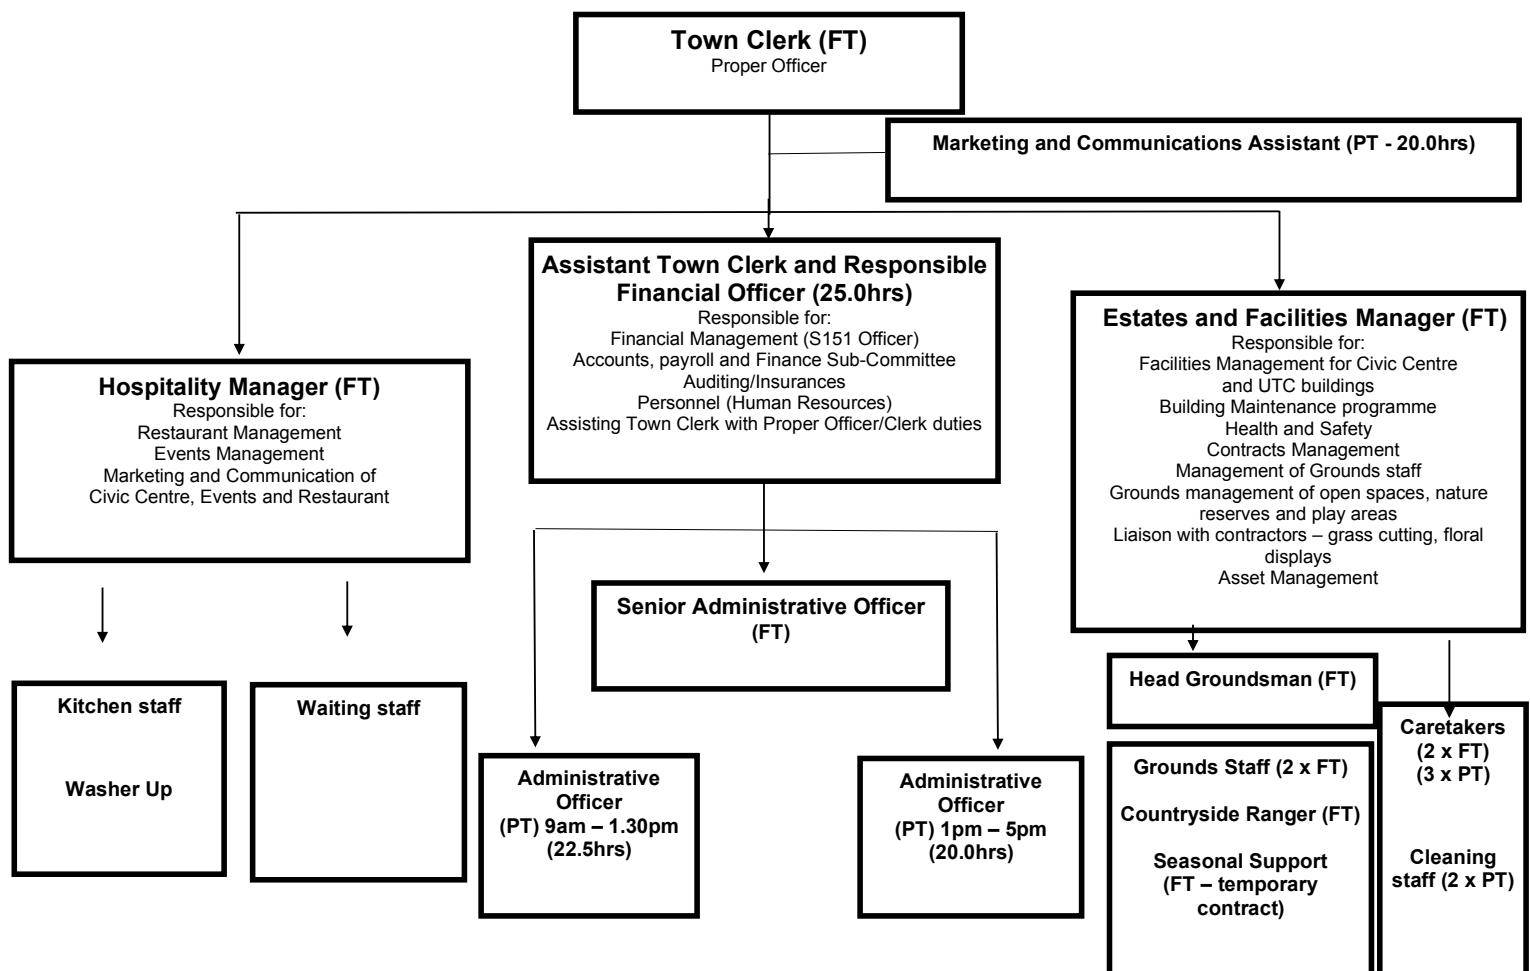 Town Clerk (FT)
Proper Officer
Marketing and Communications Assistant (PT - 20.0hrs)
Assistant Town Clerk and Responsible
Financial Officer (25.0hrs)
Responsible for:
Financial Management (S151 Officer)
Accounts, payroll and Finance Sub-Committee
Auditing/Insurances
Personnel (Human Resources)
Assisting Town Clerk with Proper Officer/Clerk duties
Estates and Facilities Manager (FT)
Responsible for:
Facilities Management for Civic Centre
and UTC buildings
Building Maintenance programme
Health and Safety
Contracts Management
Management of Grounds staff
Grounds management of open spaces, nature
reserves and play areas
Liaison with contractors – grass cutting, floral
displays
Asset Management
Hospitality Manager (FT)
Responsible for:
Restaurant Management
Events Management
Marketing and Communication of
Civic Centre, Events and Restaurant
Senior Administrative Officer
(FT)
Kitchen staff
Washer Up
Waiting staff
Administrative
Officer
(PT) 9am – 1.30pm
(22.5hrs)
Administrative
Officer
(PT) 1pm – 5pm
(20.0hrs)
Head Groundsman (FT)
Grounds Staff (2 x FT)
Countryside Ranger (FT)
Seasonal Support
(FT – temporary
contract)
Caretakers
(2 x FT)
(3 x PT)
Cleaning
staff (2 x PT)